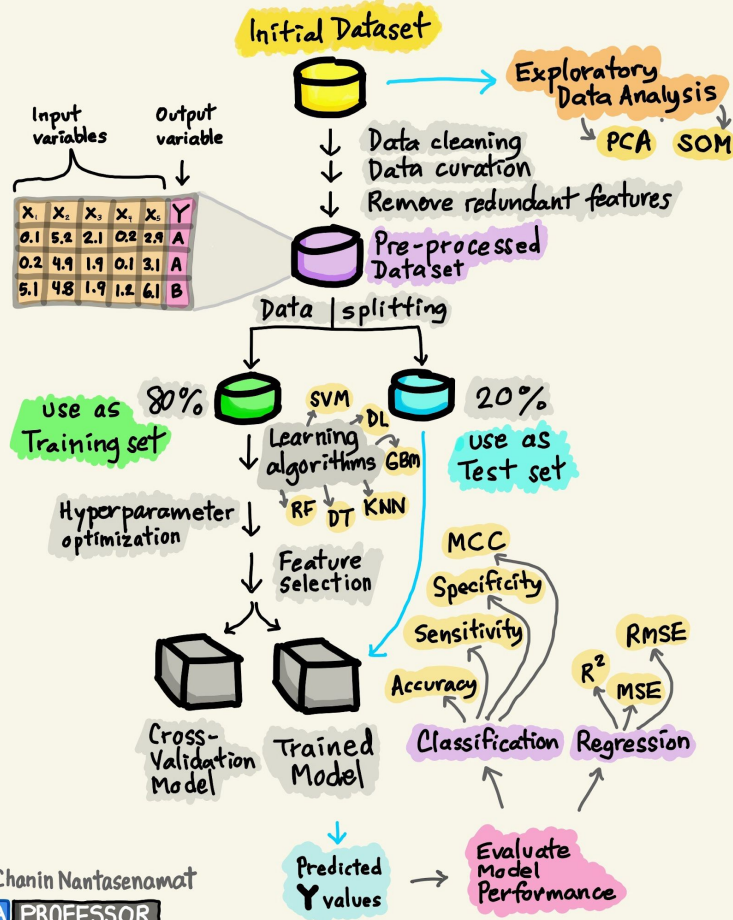 Initial Dataset
Exploratory
Data Analysis
PCA SOM
Input
variables
Output
variable
Data cleaning
Data curation
Remove redundant features
X₁ X₂ X₃ X₄ X₅ Y
0.1 5.2 2.1 0.2 2.9 A
0.2 4.9 1.9 0.1 3.1 A
5.1 4.8 1.9 1.2 6.1 B
Pre-processed
Dataset
Data splitting
80%
use as
Training set
20%
use as
Test set
SVM
DL
Learning
algorithms
GBM
RF DT KNN
Hyperparameter
optimization
Feature
Selection
MCC
Specificity
Sensitivity
Accuracy
RMSE
R²
MSE
Cross-
Validation
Model
Trained
Model
Classification
Regression
Predicted
Y values
Evaluate
Model
Performance
Chanin Nantasenamat
PROFESSOR